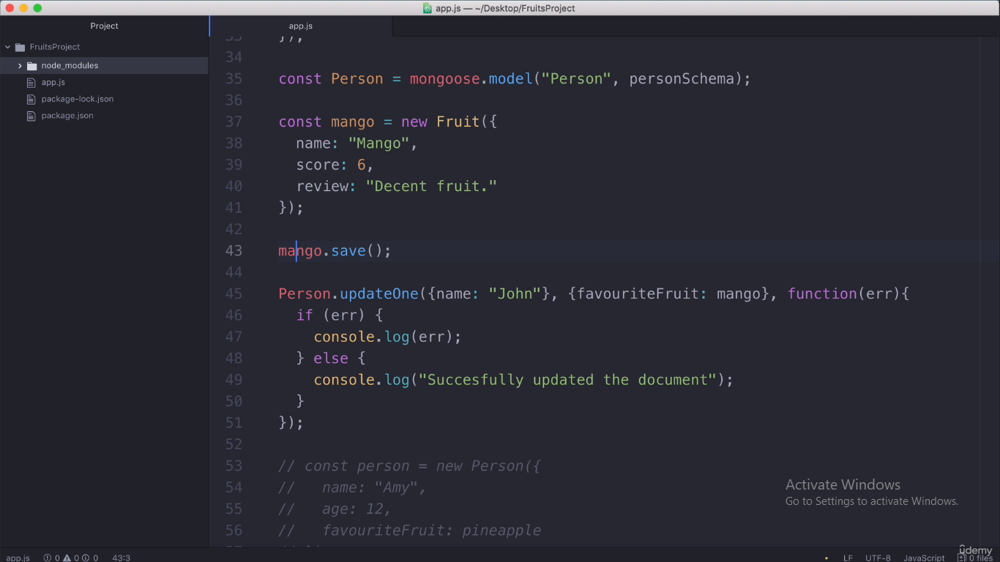 app.js — ~/Desktop/FruitsProject
Project
app.js
FruitsProject
node_modules
app.js
package-lock.json
package.json
33 });
34
35 const Person = mongoose.model("Person", personSchema);
36
37 const mango = new Fruit({
38 name: "Mango",
39 score: 6,
40 review: "Decent fruit."
41 });
42
43 mango.save();
44
45 Person.updateOne({name: "John"}, {favouriteFruit: mango}, function(err){
46 if (err) {
47 console.log(err);
48 } else {
49 console.log("Succesfully updated the document");
50 }
51 });
52
53 // const person = new Person({
54 // name: "Amy",
55 // age: 12,
56 // favouriteFruit: pineapple
Activate Windows
Go to Settings to activate Windows.
ûdemy
app.js 0 0 0 43:3 LF UTF-8 JavaScript 0 files